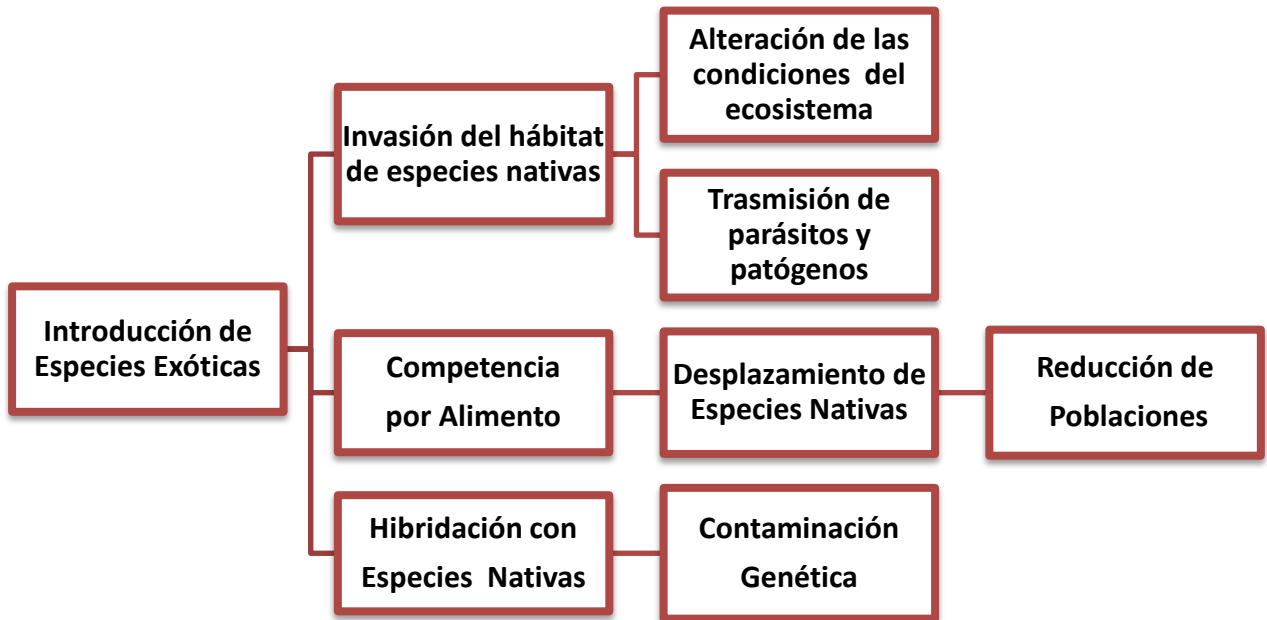 Introducción de
Especies Exóticas
Invasión del hábitat
de especies nativas
Alteración de las
condiciones del
ecosistema
Trasmisión de
parásitos y
patógenos
Competencia
por Alimento
Desplazamiento de
Especies Nativas
Reducción de
Poblaciones
Hibridación con
Especies Nativas
Contaminación
Genética